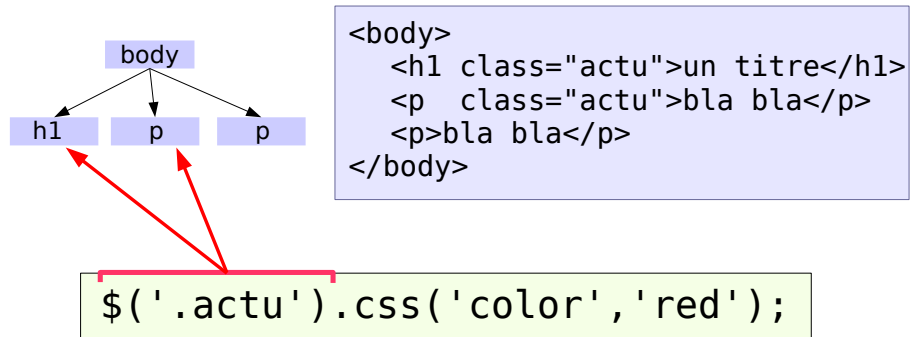 body
h1 p p
<body>
<h1 class="actu">un titre</h1>
<p  class="actu">bla bla</p>
<p>bla bla</p>
</body>
$('.actu').css('color','red');